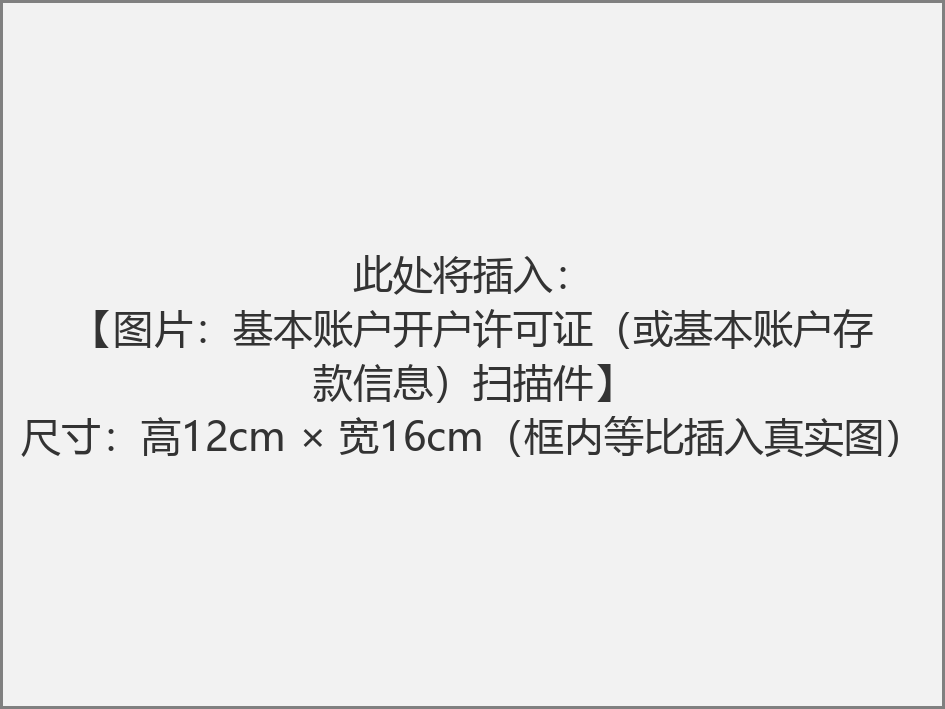 此处将插入：
【图片：基本账户开户许可证（或基本账户存
款信息）扫描件】
尺寸：高12cm × 宽16cm（框内等比插入真实图）